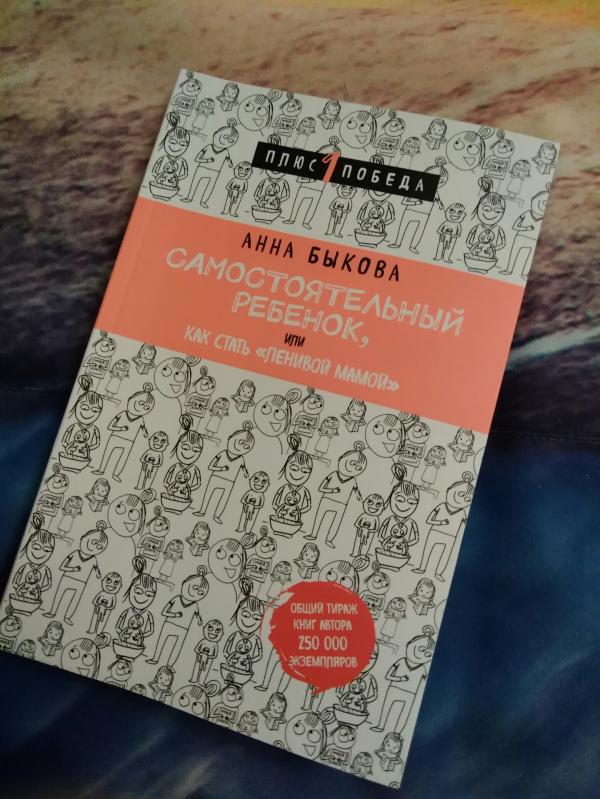 ПЛЮС 1 ПОБЕДА
АННА БЫКОВА
САМОСТОЯТЕЛЬНЫЙ
РЕБЕНОК,
ИЛИ
КАК СТАТЬ «ЛЕНИВОЙ МАМОЙ»
ОБЩИЙ ТИРАЖ
КНИГ АВТОРА
250 000
ЭКЗЕМПЛЯРОВ